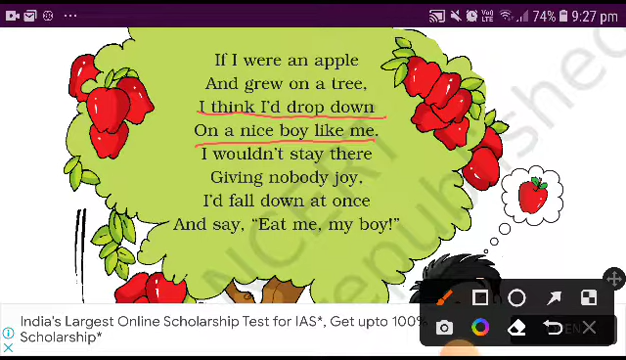 74% 9:27 pm
If I were an apple
And grew on a tree,
I think I'd drop down
On a nice boy like me.
I wouldn't stay there
Giving nobody joy,
I'd fall down at once
And say, "Eat me, my boy!"
India's Largest Online Scholarship Test for IAS*, Get upto 100%
Scholarship*